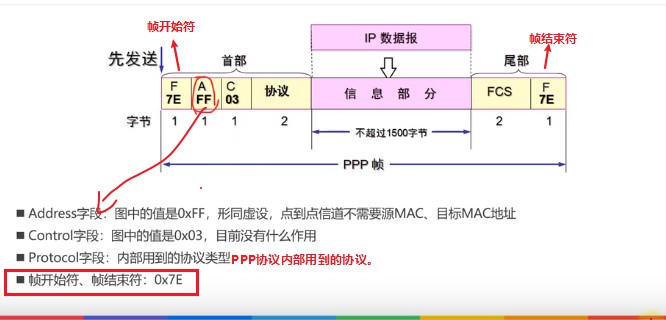 帧开始符
IP 数据报
帧结束符
先发送
首部
尾部
F
7E
A
FF
C
03
协议
信 息 部 分
FCS
F
7E
字节
1
1
1
2
不超过1500字节
2
1
PPP 帧
■ Address字段：图中的值是0xFF，形同虚设，点到点信道不需要源MAC、目标MAC地址
■ Control字段：图中的值是0x03，目前没有什么作用
■ Protocol字段：内部用到的协议类型PPP协议内部用到的协议。
■ 帧开始符、帧结束符：0x7E